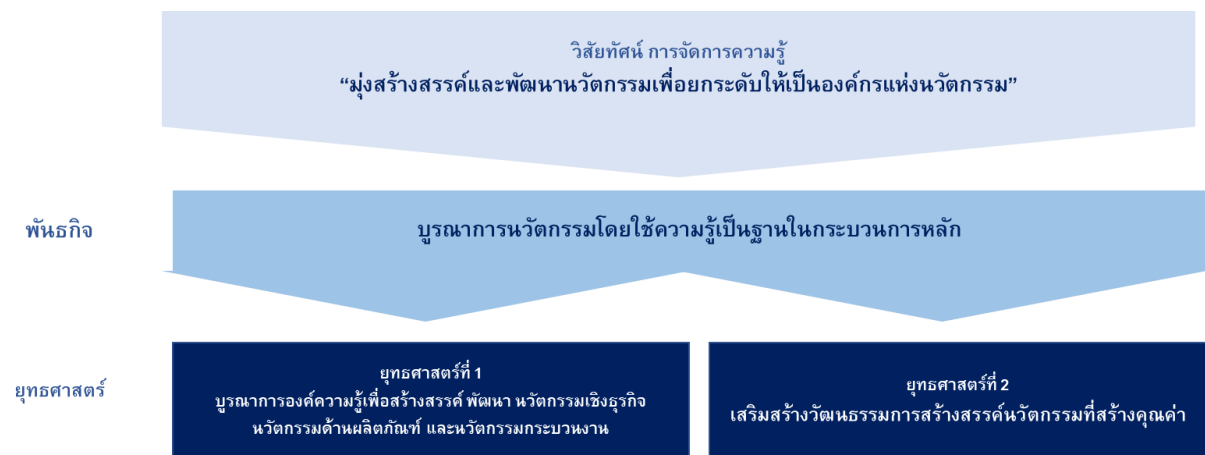 วิสัยทัศน์ การจัดการความรู้
“มุ่งสร้างสรรค์และพัฒนานวัตกรรมเพื่อยกระดับให้เป็นองค์กรแห่งนวัตกรรม”
พันธกิจ
บูรณาการนวัตกรรมโดยใช้ความรู้เป็นฐานในกระบวนการหลัก
ยุทธศาสตร์
ยุทธศาสตร์ที่ 1
บูรณาการองค์ความรู้เพื่อสร้างสรรค์ พัฒนา นวัตกรรมเชิงธุรกิจ
นวัตกรรมด้านผลิตภัณฑ์ และนวัตกรรมกระบวนงาน
ยุทธศาสตร์ที่ 2
เสริมสร้างวัฒนธรรมการสร้างสรรค์นวัตกรรมที่สร้างคุณค่า